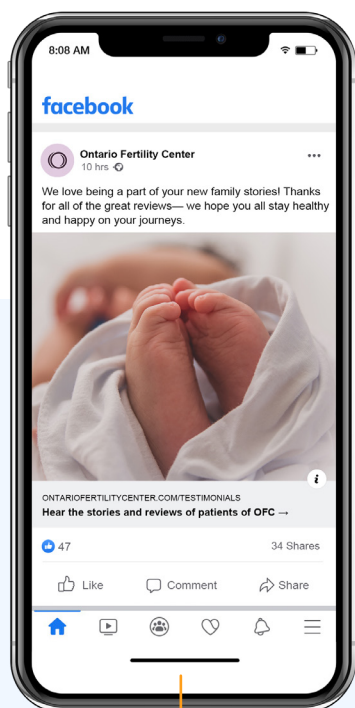 8:08 AM
facebook
Ontario Fertility Center
10 hrs
We love being a part of your new family stories! Thanks
for all of the great reviews— we hope you all stay healthy
and happy on your journeys.
i
ONTARIOFERTILITYCENTER.COM/TESTIMONIALS
Hear the stories and reviews of patients of OFC →
47
34 Shares
Like
Comment
Share